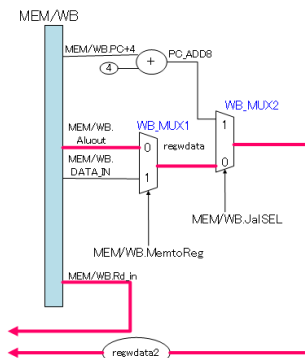 MEM/WB
MEM/WB.PC+4
PC_ADD8
4
+
WB_MUX2
MEM/WB.
Aluout
WB_MUX1
0
regwdata
1
0
MEM/WB.
DATA_IN
1
MEM/WB.JalSEL
MEM/WB.MemtoReg
MEM/WB.Rd_in
regwdata2